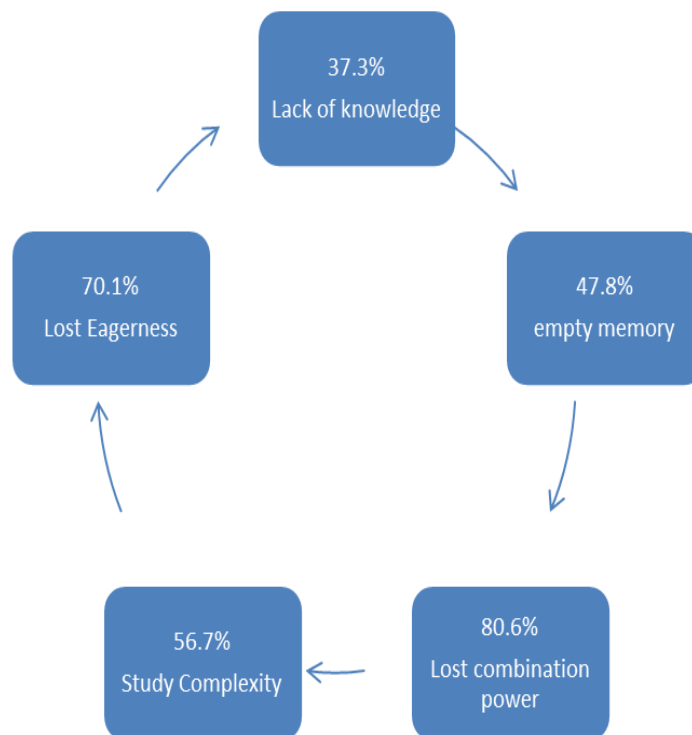 37.3%
Lack of knowledge
47.8%
empty memory
80.6%
Lost combination
power
56.7%
Study Complexity
70.1%
Lost Eagerness